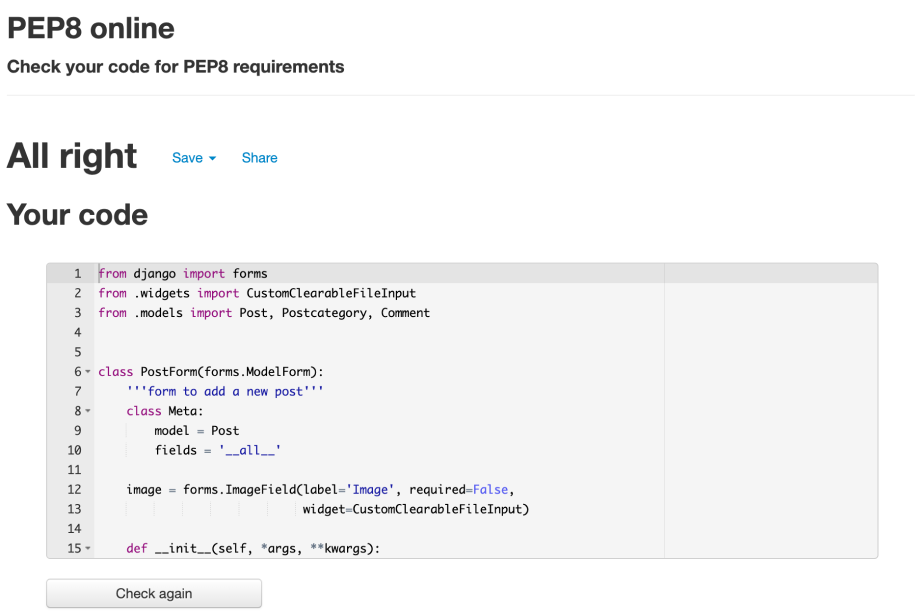 PEP8 online
Check your code for PEP8 requirements
All right Save Share
Your code
1 from django import forms
2 from .widgets import CustomClearableFileInput
3 from .models import Post, Postcategory, Comment
4
5
6 class PostForm(forms.ModelForm):
7     '''form to add a new post'''
8     class Meta:
9         model = Post
10         fields = '__all__'
11
12     image = forms.ImageField(label='Image', required=False,
13                              widget=CustomClearableFileInput)
14
15     def __init__(self, *args, **kwargs):
Check again